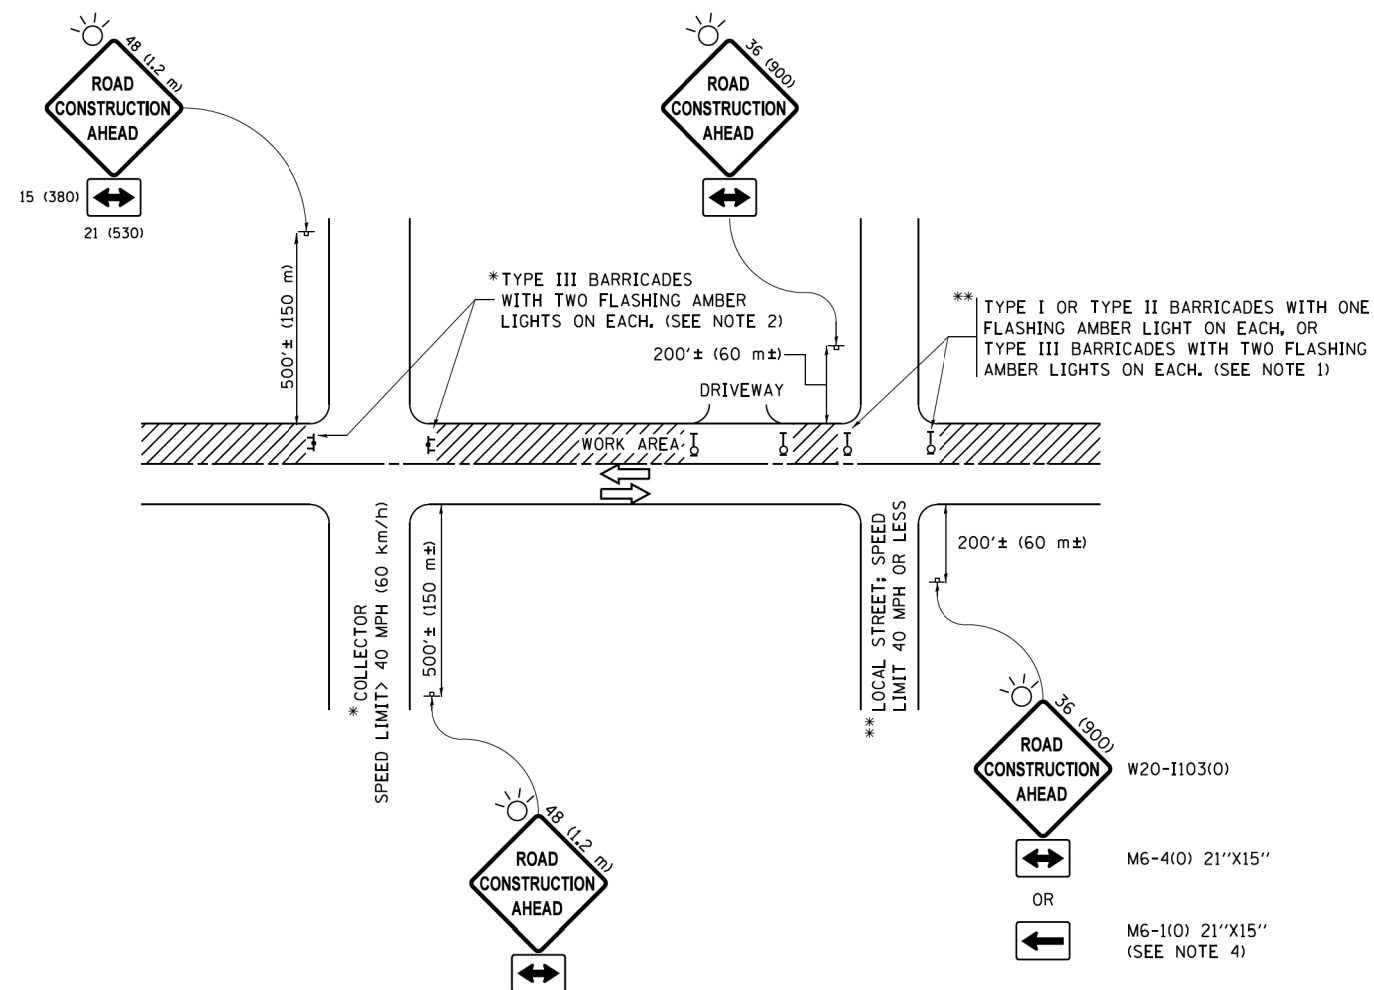 48 (1.2 m)
ROAD
CONSTRUCTION
AHEAD
15 (380)
21 (530)
500'± (150 m)
36 (900)
ROAD
CONSTRUCTION
AHEAD
*TYPE III BARRICADES
WITH TWO FLASHING AMBER
LIGHTS ON EACH. (SEE NOTE 2)
200'± (60 m±)
DRIVEWAY
** TYPE I OR TYPE II BARRICADES WITH ONE
FLASHING AMBER LIGHT ON EACH, OR
TYPE III BARRICADES WITH TWO FLASHING
AMBER LIGHTS ON EACH. (SEE NOTE 1)
WORK AREA
* COLLECTOR
SPEED LIMIT> 40 MPH (60 km/h)
500'± (150 m±)
** LOCAL STREET; SPEED
LIMIT 40 MPH OR LESS
200'± (60 m±)
48 (1.2 m)
ROAD
CONSTRUCTION
AHEAD
36 (900)
ROAD
CONSTRUCTION
AHEAD
W20-I103(O)
M6-4(O) 21''X15''
OR
M6-1(O) 21''X15''
(SEE NOTE 4)